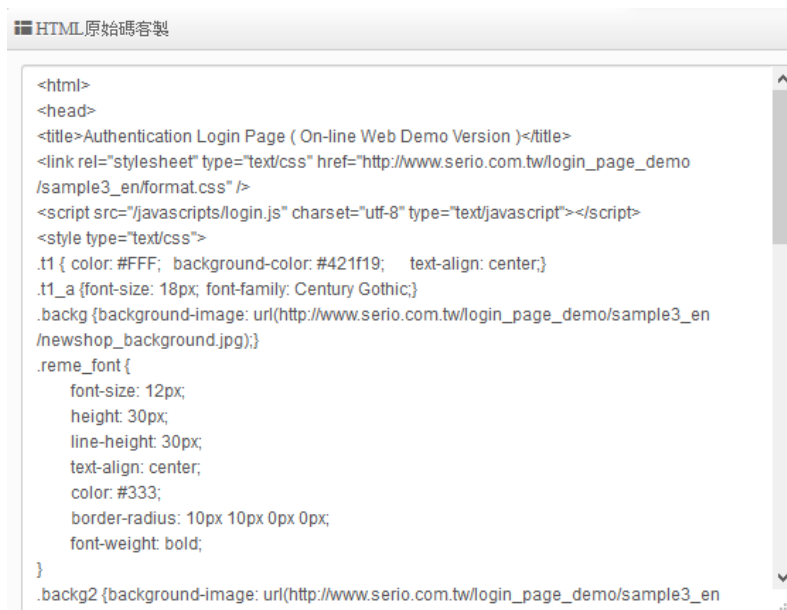 HTML原始碼客製
<html>
<head>
<title>Authentication Login Page ( On-line Web Demo Version )</title>
<link rel="stylesheet" type="text/css" href="http://www.serio.com.tw/login_page_demo
/sample3_en/format.css" />
<script src="/javascripts/login.js" charset="utf-8" type="text/javascript"></script>
<style type="text/css">
.t1 { color: #FFF;   background-color: #421f19;     text-align: center;}
.t1_a {font-size: 18px; font-family: Century Gothic;}
.backg {background-image: url(http://www.serio.com.tw/login_page_demo/sample3_en
/newshop_background.jpg);}
.reme_font {
font-size: 12px;
height: 30px;
line-height: 30px;
text-align: center;
color: #333;
border-radius: 10px 10px 0px 0px;
font-weight: bold;
}
.backg2 {background-image: url(http://www.serio.com.tw/login_page_demo/sample3_en